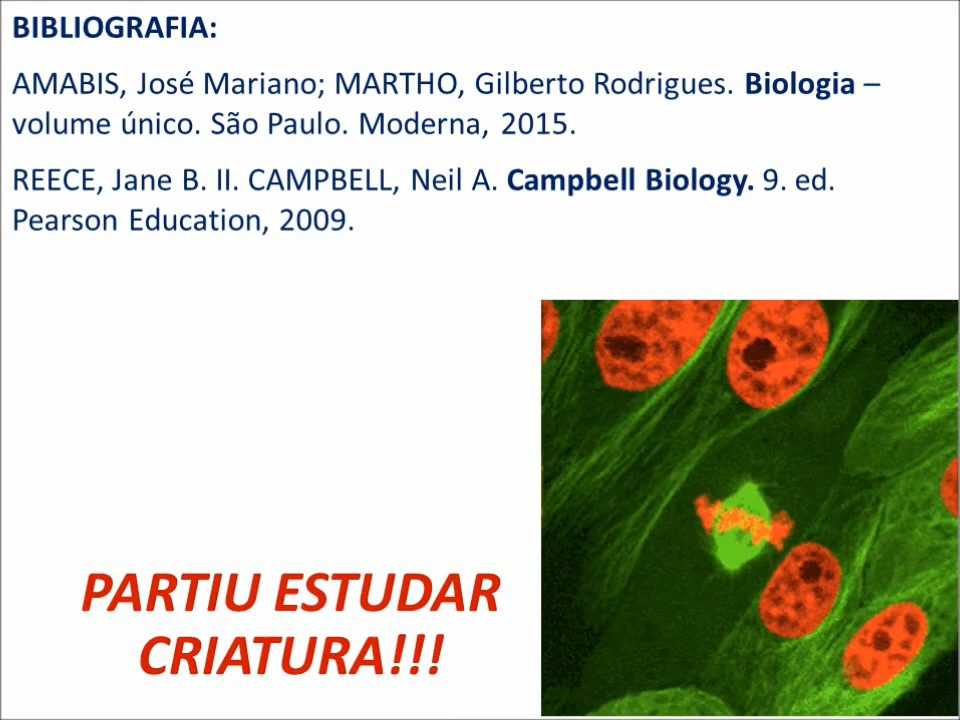 BIBLIOGRAFIA:
AMABIS, José Mariano; MARTHO, Gilberto Rodrigues. Biologia –
volume único. São Paulo. Moderna, 2015.
REECE, Jane B. II. CAMPBELL, Neil A. Campbell Biology. 9. ed.
Pearson Education, 2009.
PARTIU ESTUDAR
CRIATURA!!!